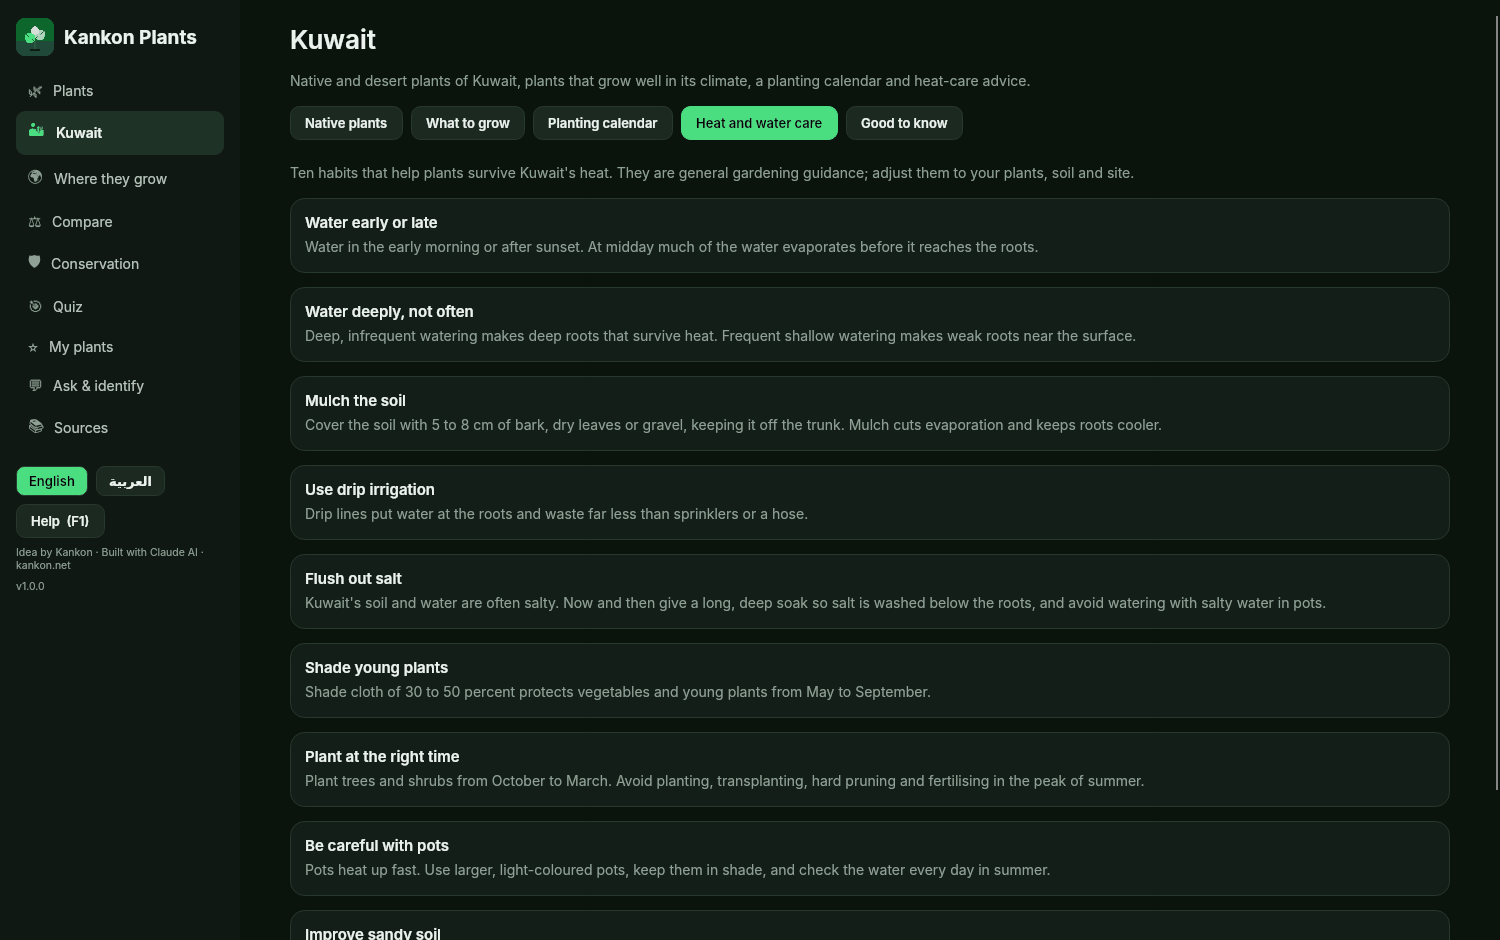 Kankon Plants
Plants
Kuwait
Where they grow
Compare
Conservation
Quiz
My plants
Ask & identify
Sources
English
العربية
Help (F1)
Idea by Kankon · Built with Claude AI ·
kankon.net
v1.0.0
Kuwait
Native and desert plants of Kuwait, plants that grow well in its climate, a planting calendar and heat-care advice.
Native plants
What to grow
Planting calendar
Heat and water care
Good to know
Ten habits that help plants survive Kuwait's heat. They are general gardening guidance; adjust them to your plants, soil and site.
Water early or late
Water in the early morning or after sunset. At midday much of the water evaporates before it reaches the roots.
Water deeply, not often
Deep, infrequent watering makes deep roots that survive heat. Frequent shallow watering makes weak roots near the surface.
Mulch the soil
Cover the soil with 5 to 8 cm of bark, dry leaves or gravel, keeping it off the trunk. Mulch cuts evaporation and keeps roots cooler.
Use drip irrigation
Drip lines put water at the roots and waste far less than sprinklers or a hose.
Flush out salt
Kuwait's soil and water are often salty. Now and then give a long, deep soak so salt is washed below the roots, and avoid watering with salty water in pots.
Shade young plants
Shade cloth of 30 to 50 percent protects vegetables and young plants from May to September.
Plant at the right time
Plant trees and shrubs from October to March. Avoid planting, transplanting, hard pruning and fertilising in the peak of summer.
Be careful with pots
Pots heat up fast. Use larger, light-coloured pots, keep them in shade, and check the water every day in summer.
Improve sandy soil